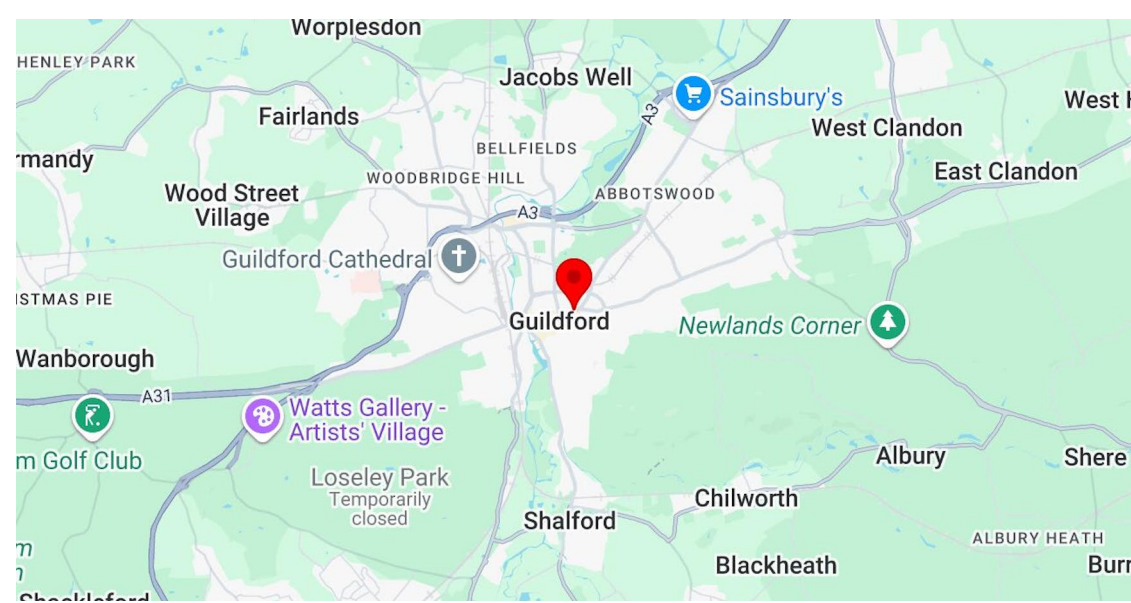 Worplesdon
HENLEY PARK
Jacobs Well
Sainsbury's
West
Fairlands
A3
West Clandon
BELLFIELDS
rmandy
WOODBRIDGE HILL
East Clandon
Wood Street
Village
ABBOTSWOOD
A3
Guildford Cathedral
STMAS PIE
Guildford
Newlands Corner
Wanborough
A31
Watts Gallery -
Artists' Village
m Golf Club
Albury
Shere
Loseley Park
Temporarily
closed
Chilworth
Shalford
ALBURY HEATH
m
Blackheath
Burr